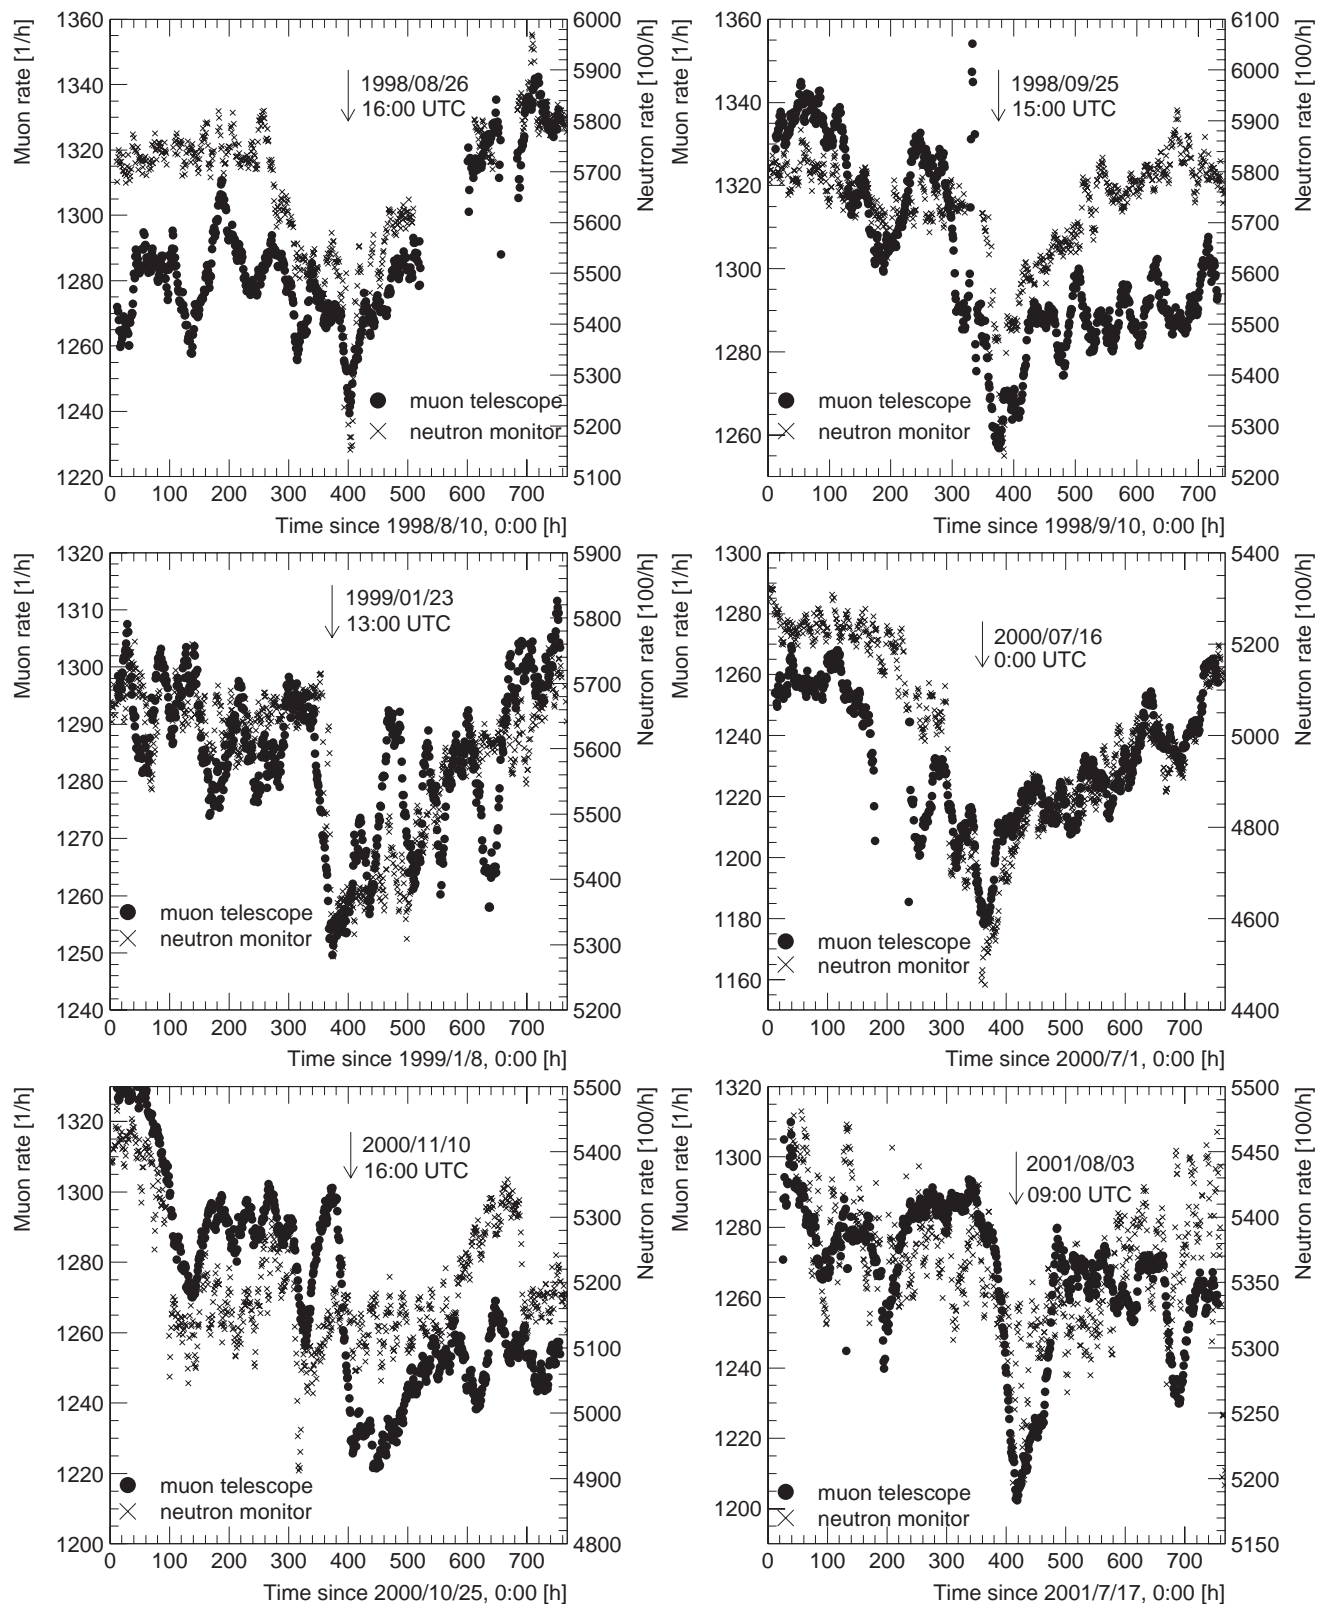 Muon rate [1/h]
Neutron rate [100/h]
1360
1340
1320
1300
1280
1260
1240
1220
6000
5900
5800
5700
5600
5500
5400
5300
5200
5100
1998/08/26
16:00 UTC
muon telescope
neutron monitor
0 100 200 300 400 500 600 700
Time since 1998/8/10, 0:00 [h]
Muon rate [1/h]
Neutron rate [100/h]
1360
1340
1320
1300
1280
1260
6100
6000
5900
5800
5700
5600
5500
5400
5300
5200
1998/09/25
15:00 UTC
muon telescope
neutron monitor
0 100 200 300 400 500 600 700
Time since 1998/9/10, 0:00 [h]
Muon rate [1/h]
Neutron rate [100/h]
1320
1310
1300
1290
1280
1270
1260
1250
1240
5900
5800
5700
5600
5500
5400
5300
5200
1999/01/23
13:00 UTC
muon telescope
neutron monitor
0 100 200 300 400 500 600 700
Time since 1999/1/8, 0:00 [h]
Muon rate [1/h]
Neutron rate [100/h]
1300
1280
1260
1240
1220
1200
1180
1160
5400
5200
5000
4800
4600
4400
2000/07/16
0:00 UTC
muon telescope
neutron monitor
0 100 200 300 400 500 600 700
Time since 2000/7/1, 0:00 [h]
Muon rate [1/h]
Neutron rate [100/h]
1320
1300
1280
1260
1240
1220
1200
5500
5400
5300
5200
5100
5000
4900
4800
2000/11/10
16:00 UTC
muon telescope
neutron monitor
0 100 200 300 400 500 600 700
Time since 2000/10/25, 0:00 [h]
Muon rate [1/h]
Neutron rate [100/h]
1320
1300
1280
1260
1240
1220
1200
5500
5450
5400
5350
5300
5250
5200
5150
2001/08/03
09:00 UTC
muon telescope
neutron monitor
0 100 200 300 400 500 600 700
Time since 2001/7/17, 0:00 [h]